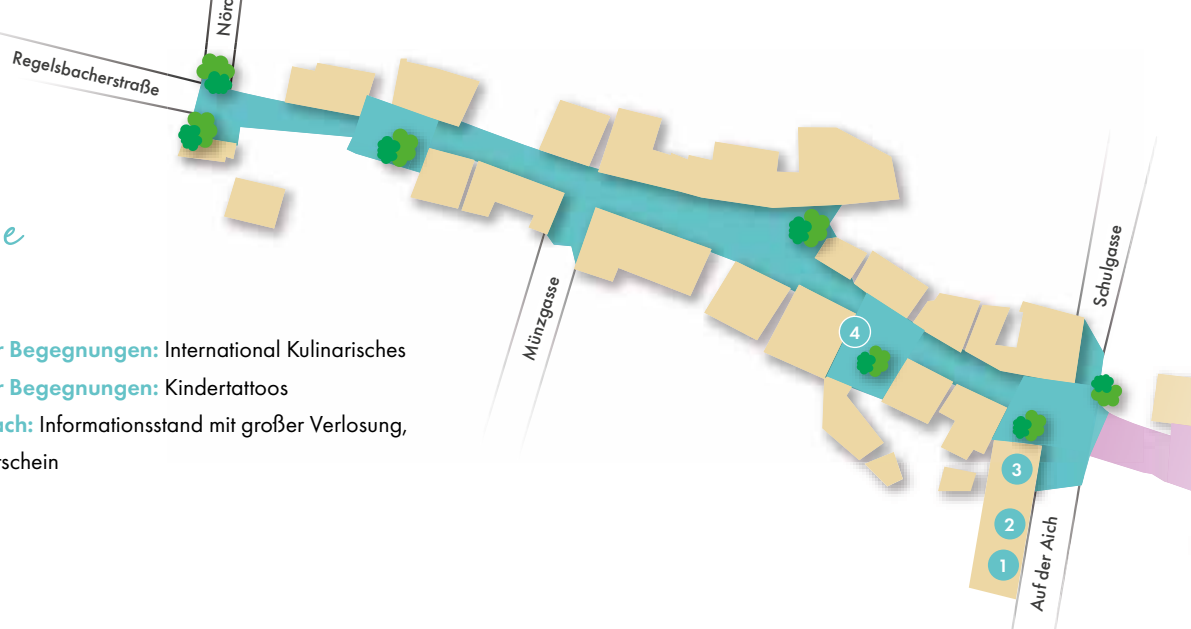 Nörd
Regelsbacherstraße
e
Schulgasse
Münzgasse
4
r Begegnungen: International Kulinarisches
r Begegnungen: Kindertattoos
ach: Informationsstand mit großer Verlosung,
rschein
3
2
1
Auf der Aich